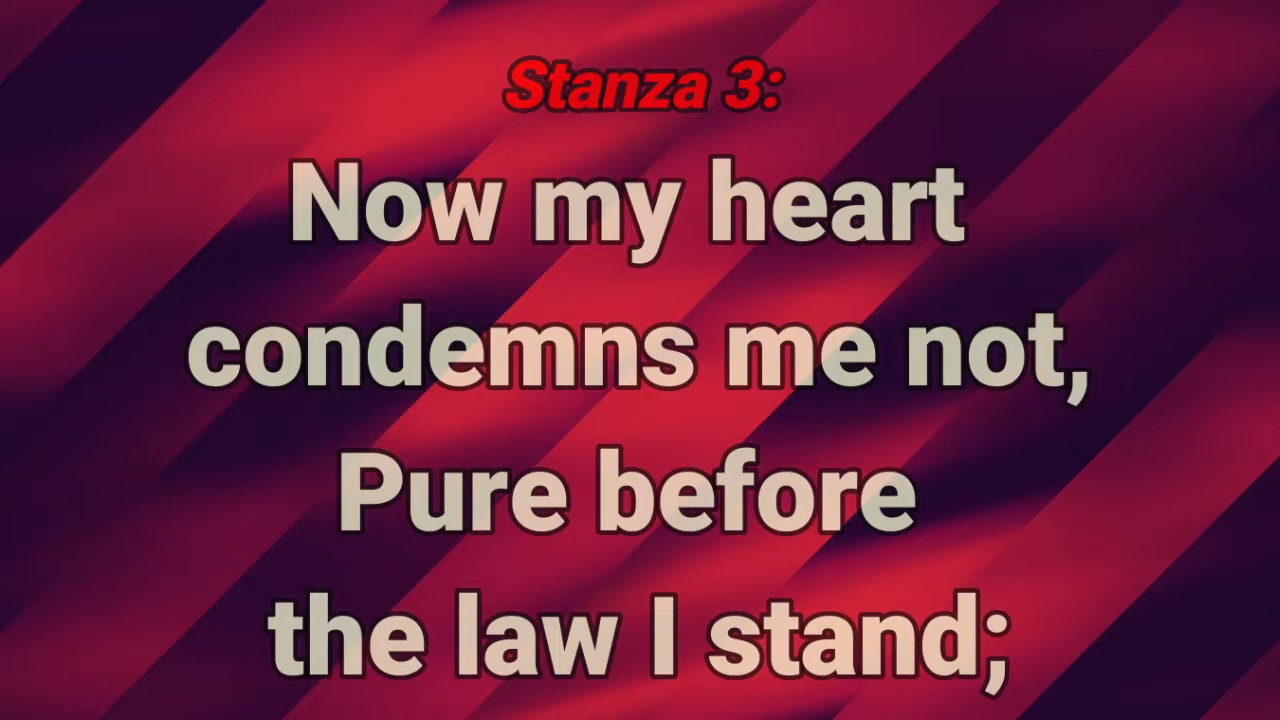 Stanza 3:
Now my heart
condemns me not,
Pure before
the law I stand;